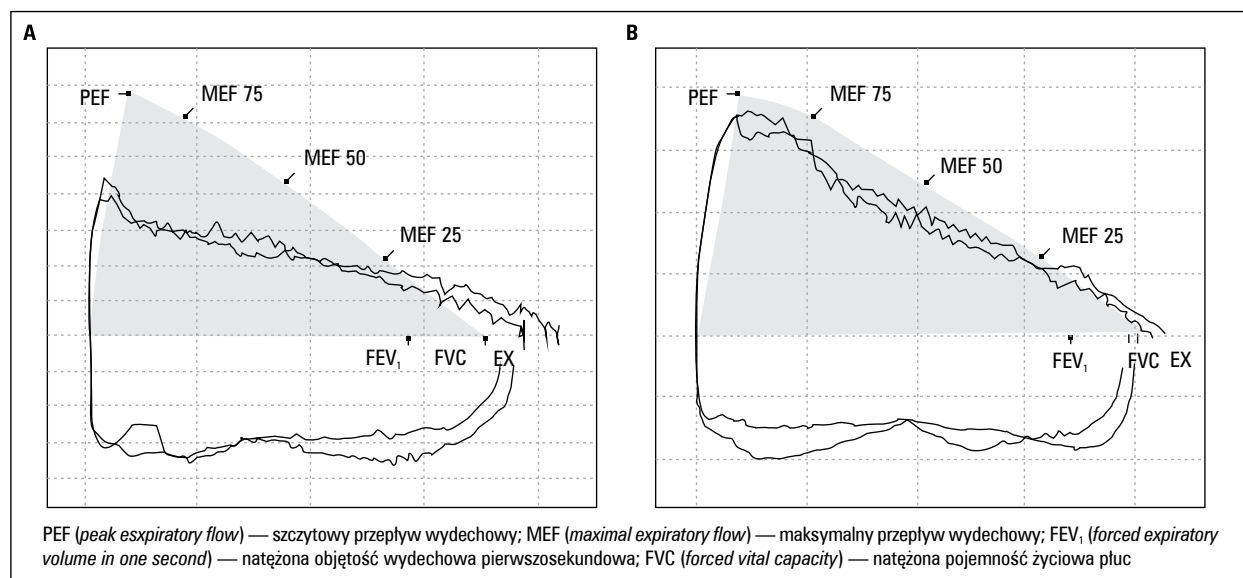 A
PEF
MEF 75
MEF 50
MEF 25
FEV₁ FVC EX
B
PEF
MEF 75
MEF 50
MEF 25
FEV₁ FVC EX
PEF (peak esxpiratory flow) — szczytowy przepływ wydechowy; MEF (maximal expiratory flow) — maksymalny przepływ wydechowy; FEV₁ (forced expiratory
volume in one second) — natężona objętość wydechowa pierwszosekundowa; FVC (forced vital capacity) — natężona pojemność życiowa płuc